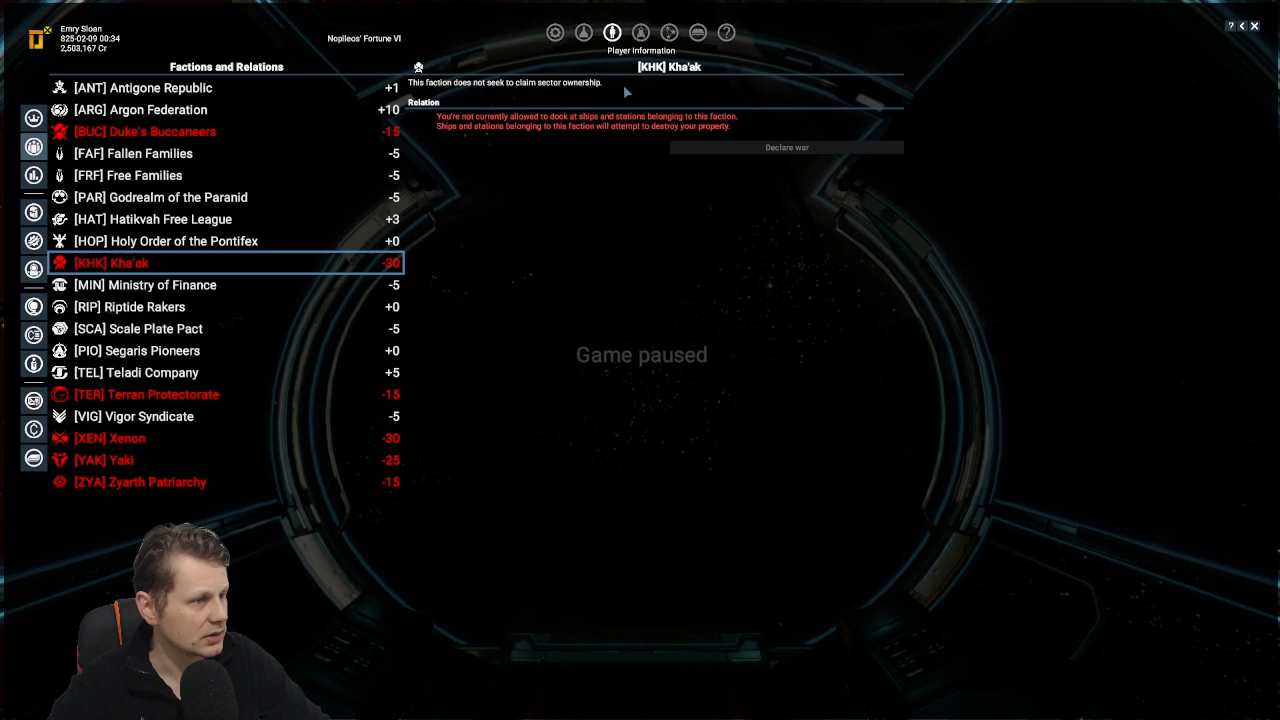 Emry Sloan
825-02-09 00:34
2,503,167 Cr
Nopileos' Fortune VI
Player Information
Factions and Relations
[ANT] Antigone Republic +1
[ARG] Argon Federation +10
[BUC] Duke's Buccaneers -15
[FAF] Fallen Families -5
[FRF] Free Families -5
[PAR] Godrealm of the Paranid -5
[HAT] Hatikvah Free League +3
[HOP] Holy Order of the Pontifex +0
[KHK] Kha'ak -30
[MIN] Ministry of Finance -5
[RIP] Riptide Rakers +0
[SCA] Scale Plate Pact -5
[PIO] Segaris Pioneers +0
[TEL] Teladi Company +5
[TER] Terran Protectorate -15
[VIG] Vigor Syndicate -5
[XEN] Xenon -30
[YAK] Yaki -25
[ZYA] Zyarth Patriarchy -15
[KHK] Kha'ak
This faction does not seek to claim sector ownership.
Relation
You're not currently allowed to dock at ships and stations belonging to this faction.
Ships and stations belonging to this faction will attempt to destroy your property.
Declare war
Game paused